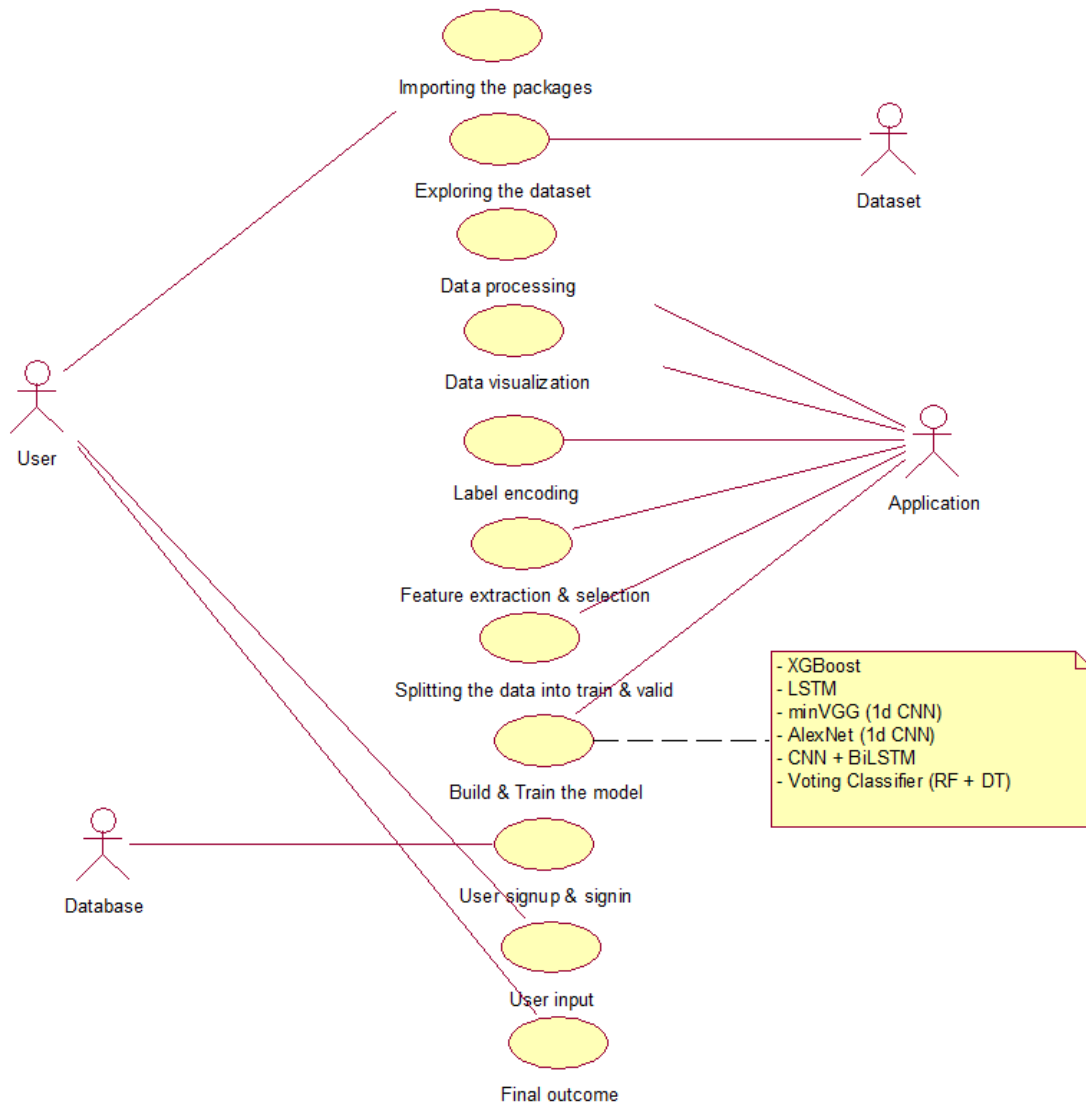 Importing the packages
Exploring the dataset
Dataset
Data processing
Data visualization
User
Label encoding
Application
Feature extraction & selection
Splitting the data into train & valid
- XGBoost
- LSTM
- minVGG (1d CNN)
- AlexNet (1d CNN)
- CNN + BiLSTM
- Voting Classifier (RF + DT)
Build & Train the model
User signup & signin
Database
User input
Final outcome